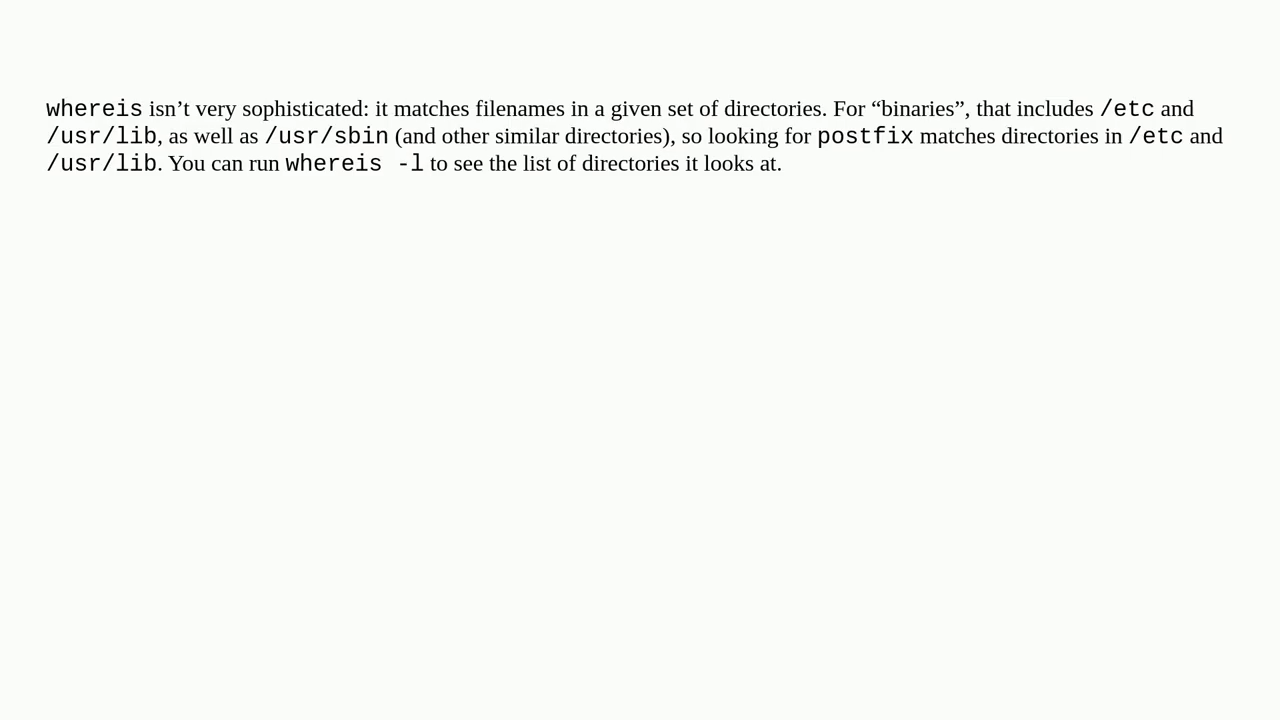 whereis isn’t very sophisticated: it matches filenames in a given set of directories. For “binaries”, that includes /etc and
/usr/lib, as well as /usr/sbin (and other similar directories), so looking for postfix matches directories in /etc and
/usr/lib. You can run whereis -l to see the list of directories it looks at.